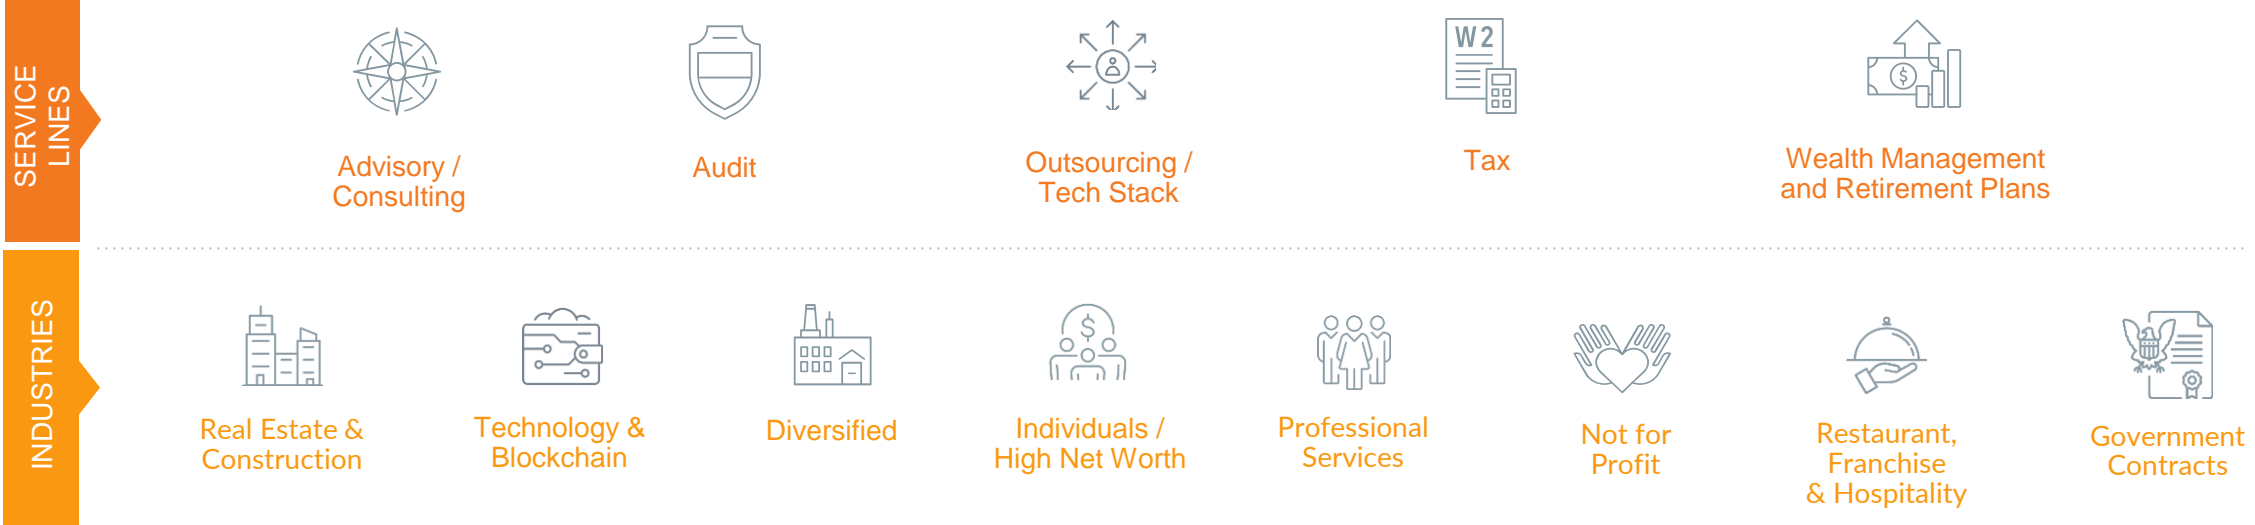 SERVICE
LINES
W2
Advisory /
Consulting
Audit
Outsourcing /
Tech Stack
Tax
$
Wealth Management
and Retirement Plans
INDUSTRIES
Real Estate &
Construction
Technology &
Blockchain
Diversified
$
Individuals /
High Net Worth
Professional
Services
Not for
Profit
Restaurant,
Franchise
& Hospitality
Government
Contracts